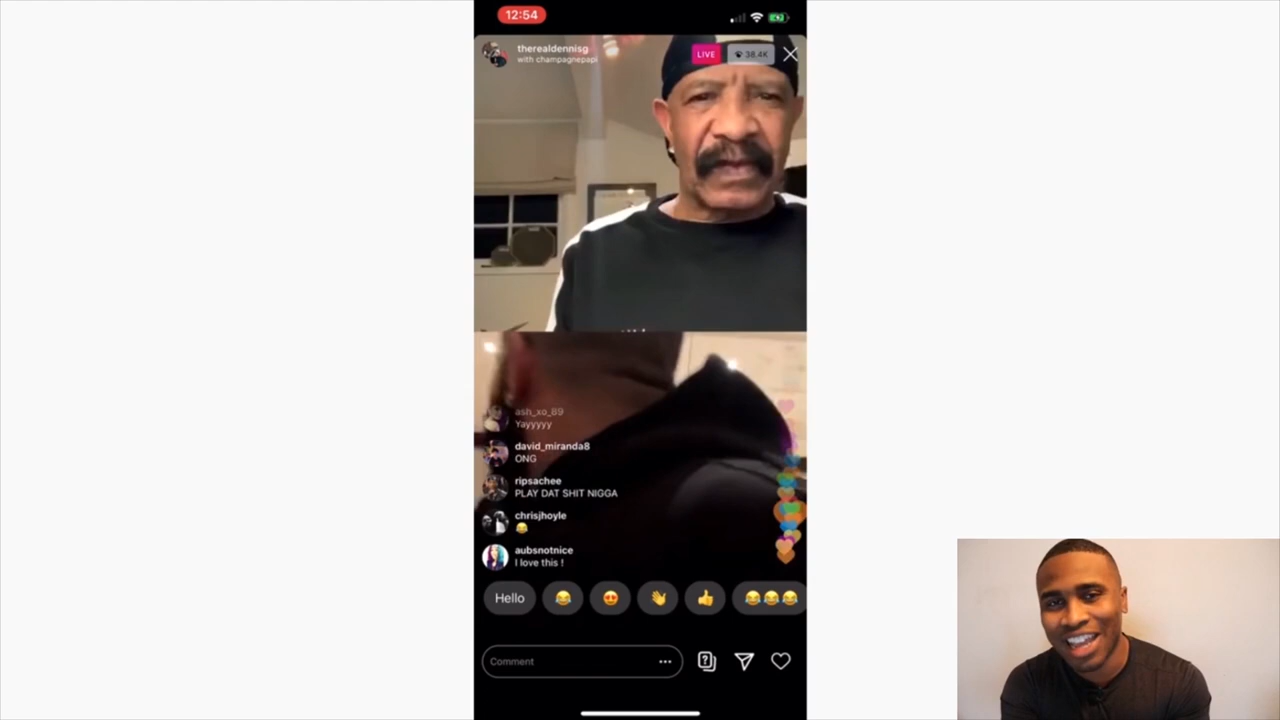 12:54
therealdennisg
with champagnepapi
LIVE
38.4K
ash_xo_89
Yayyyyy
david_miranda8
ONG
ripsachee
PLAY DAT SHIT NIGGA
chrisjhoyle
😂
aubsnotnice
I love this !
Hello
😂
😍
👋
👍
😂😂😂
Comment